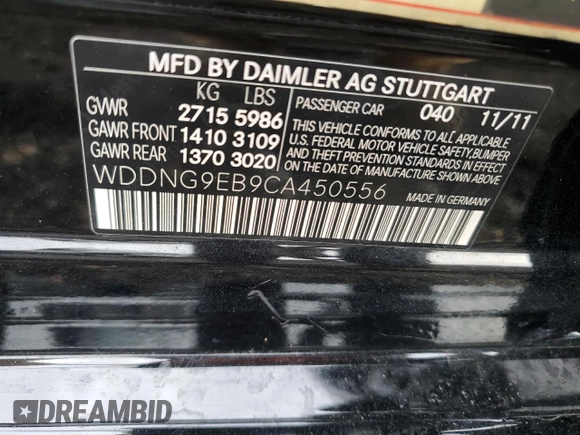 MFD BY DAIMLER AG STUTTGART
KG LBS
GVWR 2715 5986
GAWR FRONT 1410 3109
GAWR REAR 1370 3020
PASSENGER CAR 040 11/11
THIS VEHICLE CONFORMS TO ALL APPLICABLE
U.S. FEDERAL MOTOR VEHICLE SAFETY,BUMPER
AND THEFT PREVENTION STANDARDS IN EFFECT
ON THE DATE OF MANUFACTURE SHOWN ABOVE.
WDDNG9EB9CA450556
MADE IN GERMANY
DREAMBID